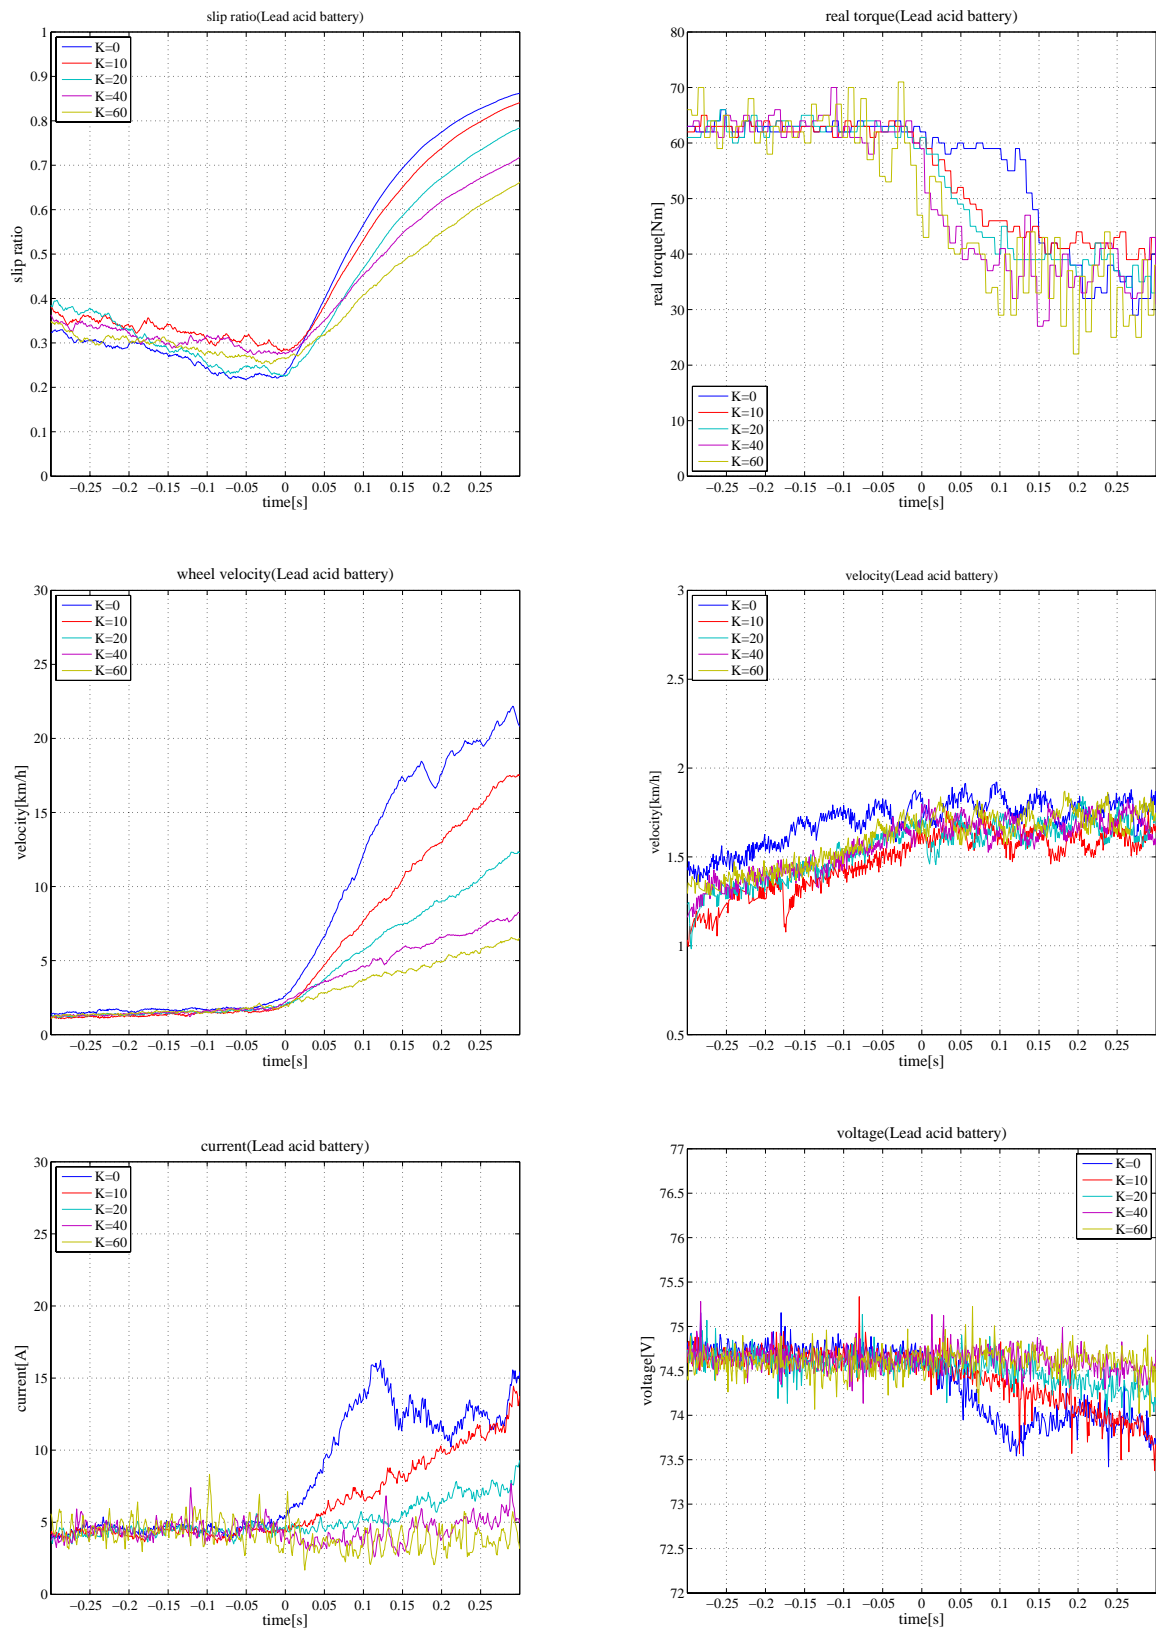 slip ratio(Lead acid battery)
1
0.9
0.8
0.7
0.6
0.5
0.4
0.3
0.2
0.1
0
slip ratio
K=0
K=10
K=20
K=40
K=60
−0.25 −0.2 −0.15 −0.1 −0.05 0 0.05 0.1 0.15 0.2 0.25
time[s]
real torque(Lead acid battery)
80
70
60
50
40
30
20
10
0
real torque[Nm]
K=0
K=10
K=20
K=40
K=60
−0.25 −0.2 −0.15 −0.1 −0.05 0 0.05 0.1 0.15 0.2 0.25
time[s]
wheel velocity(Lead acid battery)
30
25
20
15
10
5
0
velocity[km/h]
K=0
K=10
K=20
K=40
K=60
−0.25 −0.2 −0.15 −0.1 −0.05 0 0.05 0.1 0.15 0.2 0.25
time[s]
velocity(Lead acid battery)
3
2.5
2
1.5
1
0.5
velocity[km/h]
K=0
K=10
K=20
K=40
K=60
−0.25 −0.2 −0.15 −0.1 −0.05 0 0.05 0.1 0.15 0.2 0.25
time[s]
current(Lead acid battery)
30
25
20
15
10
5
0
current[A]
K=0
K=10
K=20
K=40
K=60
−0.25 −0.2 −0.15 −0.1 −0.05 0 0.05 0.1 0.15 0.2 0.25
time[s]
voltage(Lead acid battery)
77
76.5
76
75.5
75
74.5
74
73.5
73
72.5
72
voltage[V]
K=0
K=10
K=20
K=40
K=60
−0.25 −0.2 −0.15 −0.1 −0.05 0 0.05 0.1 0.15 0.2 0.25
time[s]